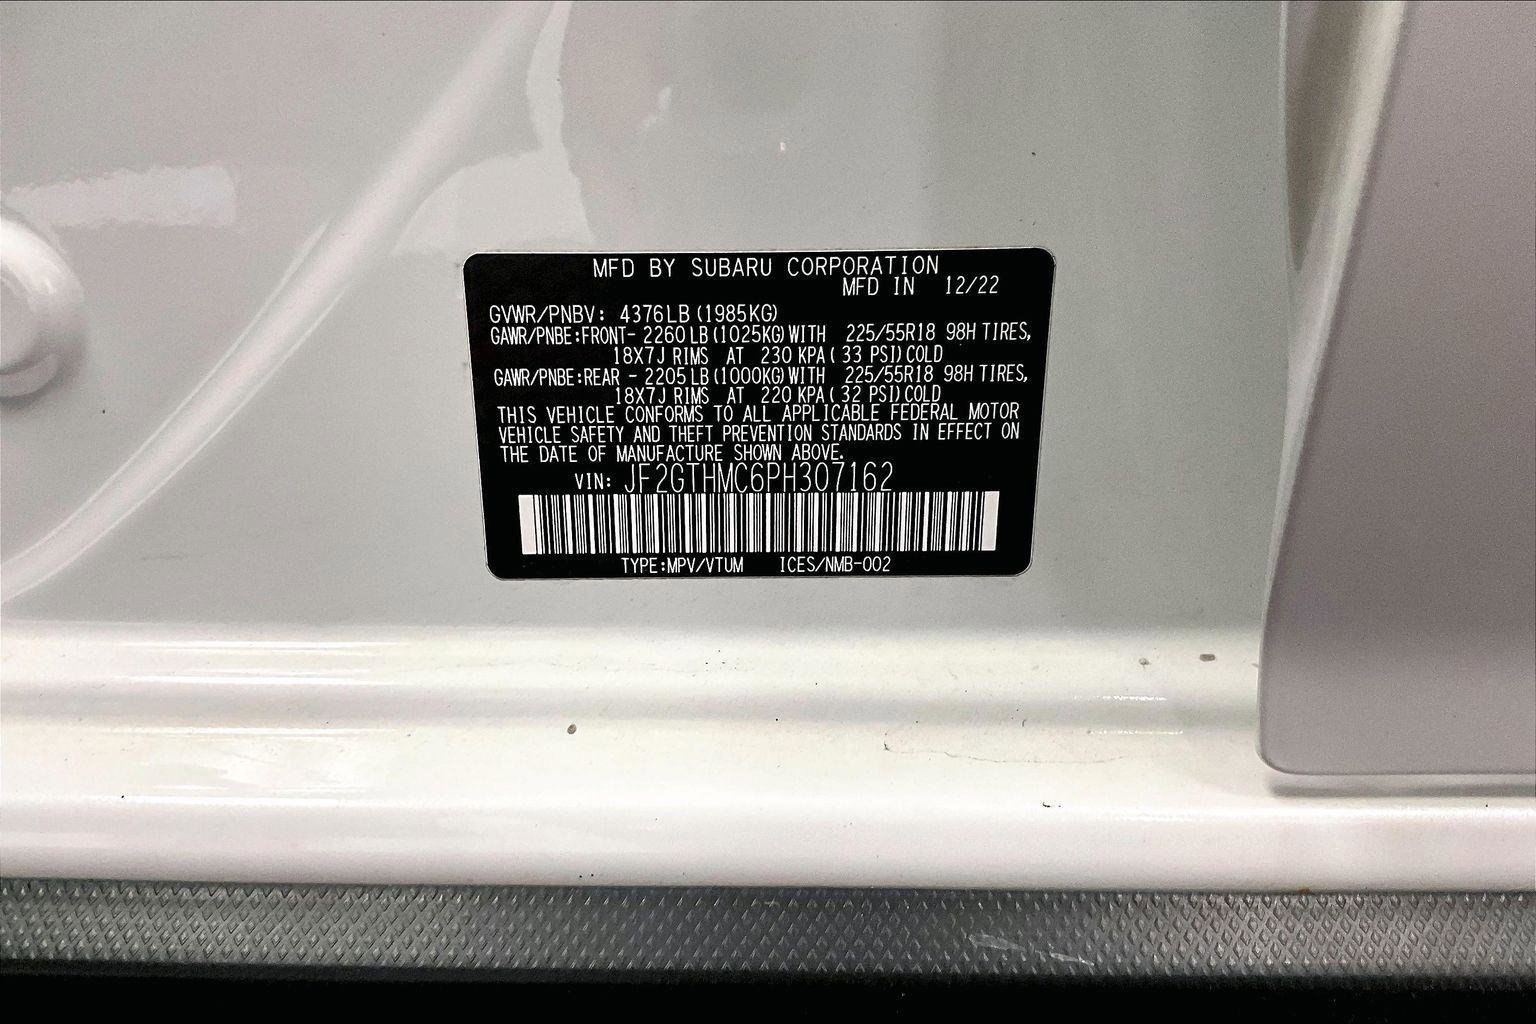 MFD BY SUBARU CORPORATION
MFD IN 12/22
GVWR/PNBV: 4376LB (1985KG)
GAWR/PNBE:FRONT- 2260LB (1025KG) WITH 225/55R18 98H TIRES,
18X7J RIMS AT 230 KPA ( 33 PSI) COLD
GAWR/PNBE:REAR - 2205LB (1000KG) WITH 225/55R18 98H TIRES,
18X7J RIMS AT 220 KPA ( 32 PSI) COLD
THIS VEHICLE CONFORMS TO ALL APPLICABLE FEDERAL MOTOR
VEHICLE SAFETY AND THEFT PREVENTION STANDARDS IN EFFECT ON
THE DATE OF MANUFACTURE SHOWN ABOVE.
VIN: JF2GTHMC6PH307162
TYPE:MPV/VTUM ICES/NMB-002